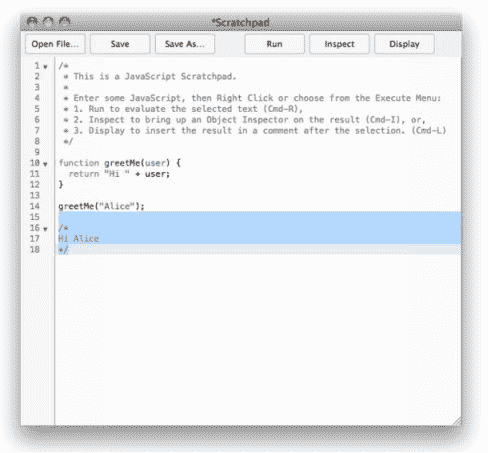 *Scratchpad
Open File... Save Save As... Run Inspect Display
1 /*
2 * This is a JavaScript Scratchpad.
3 *
4 * Enter some JavaScript, then Right Click or choose from the Execute Menu:
5 * 1. Run to evaluate the selected text (Cmd-R),
6 * 2. Inspect to bring up an Object Inspector on the result (Cmd-I), or,
7 * 3. Display to insert the result in a comment after the selection. (Cmd-L)
8 */
9
10 function greetMe(user) {
11 return "Hi " + user;
12 }
13
14 greetMe("Alice");
15
16 /*
17 Hi Alice
18 */